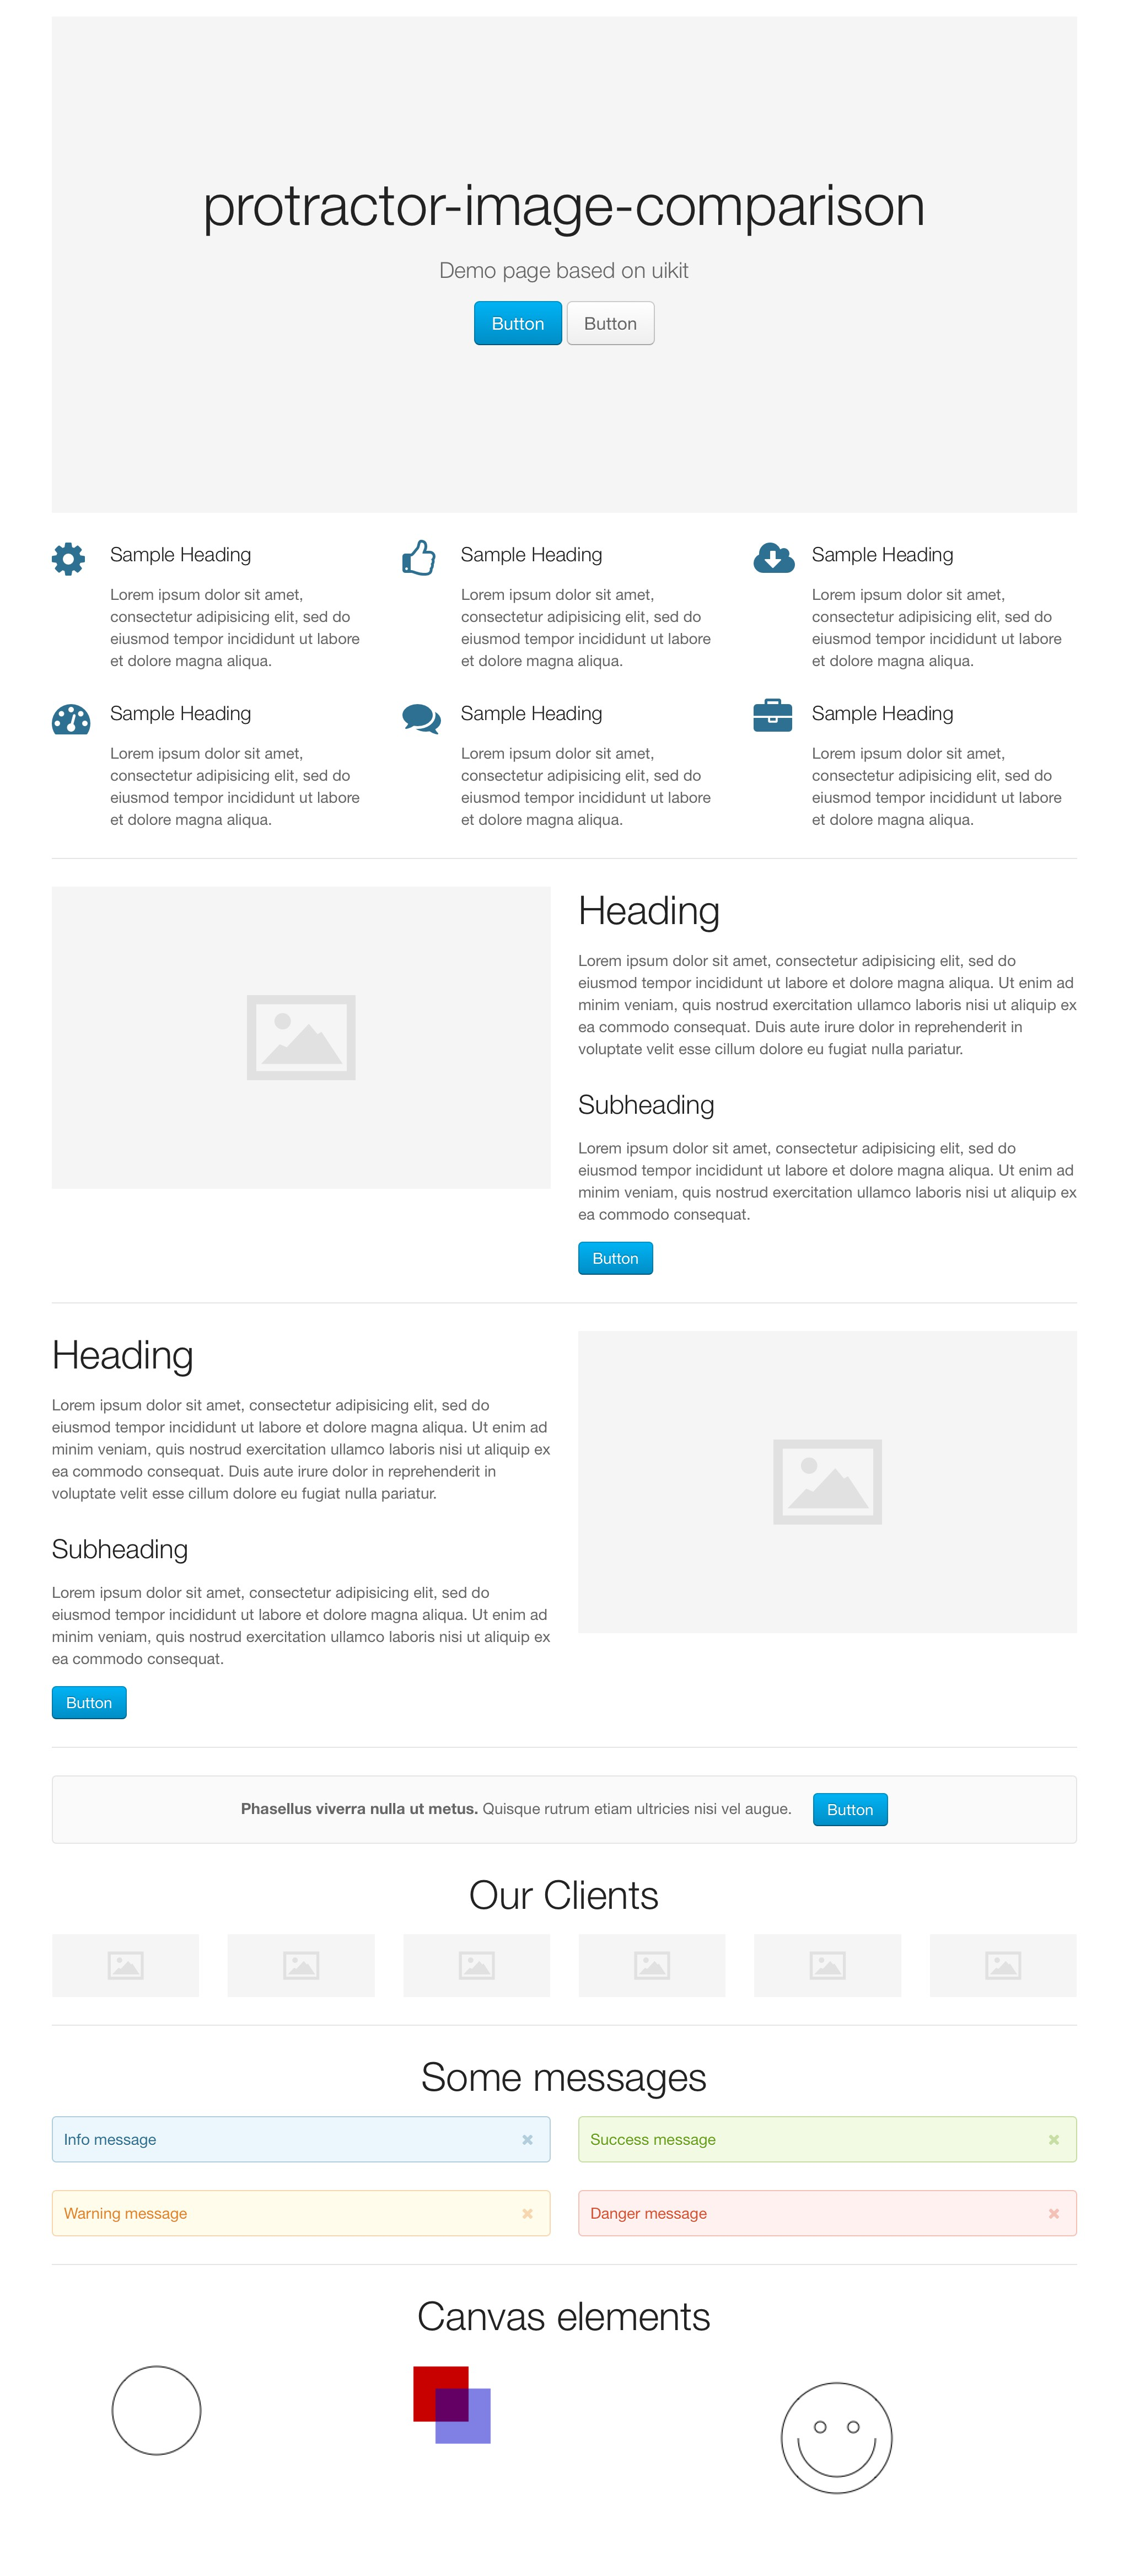 protractor-image-comparison
Demo page based on uikit
Button Button
Sample Heading
Lorem ipsum dolor sit amet,
consectetur adipisicing elit, sed do
eiusmod tempor incididunt ut labore
et dolore magna aliqua.
Sample Heading
Lorem ipsum dolor sit amet,
consectetur adipisicing elit, sed do
eiusmod tempor incididunt ut labore
et dolore magna aliqua.
Sample Heading
Lorem ipsum dolor sit amet,
consectetur adipisicing elit, sed do
eiusmod tempor incididunt ut labore
et dolore magna aliqua.
Sample Heading
Lorem ipsum dolor sit amet,
consectetur adipisicing elit, sed do
eiusmod tempor incididunt ut labore
et dolore magna aliqua.
Sample Heading
Lorem ipsum dolor sit amet,
consectetur adipisicing elit, sed do
eiusmod tempor incididunt ut labore
et dolore magna aliqua.
Sample Heading
Lorem ipsum dolor sit amet,
consectetur adipisicing elit, sed do
eiusmod tempor incididunt ut labore
et dolore magna aliqua.
Heading
Lorem ipsum dolor sit amet, consectetur adipisicing elit, sed do
eiusmod tempor incididunt ut labore et dolore magna aliqua. Ut enim ad
minim veniam, quis nostrud exercitation ullamco laboris nisi ut aliquip ex
ea commodo consequat. Duis aute irure dolor in reprehenderit in
voluptate velit esse cillum dolore eu fugiat nulla pariatur.
Subheading
Lorem ipsum dolor sit amet, consectetur adipisicing elit, sed do
eiusmod tempor incididunt ut labore et dolore magna aliqua. Ut enim ad
minim veniam, quis nostrud exercitation ullamco laboris nisi ut aliquip ex
ea commodo consequat.
Button
Heading
Lorem ipsum dolor sit amet, consectetur adipisicing elit, sed do
eiusmod tempor incididunt ut labore et dolore magna aliqua. Ut enim ad
minim veniam, quis nostrud exercitation ullamco laboris nisi ut aliquip ex
ea commodo consequat. Duis aute irure dolor in reprehenderit in
voluptate velit esse cillum dolore eu fugiat nulla pariatur.
Subheading
Lorem ipsum dolor sit amet, consectetur adipisicing elit, sed do
eiusmod tempor incididunt ut labore et dolore magna aliqua. Ut enim ad
minim veniam, quis nostrud exercitation ullamco laboris nisi ut aliquip ex
ea commodo consequat.
Button
Phasellus viverra nulla ut metus. Quisque rutrum etiam ultricies nisi vel augue. Button
Our Clients
Some messages
Info message
Success message
Warning message
Danger message
Canvas elements